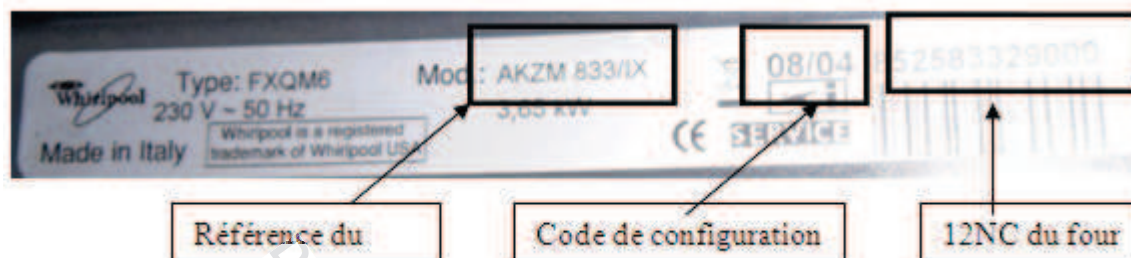 Whirlpool
Type: FXQM6
Mod.: AKZM 833/IX
08/04
852583329000
230 V ~ 50 Hz
3,65 kW
Whirlpool is a registered
trademark of Whirlpool USA
Made in Italy
CE
SERVICE
Référence du
Code de configuration
12NC du four